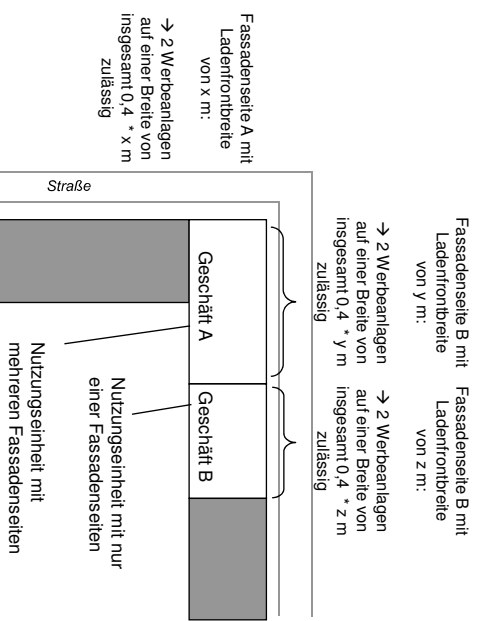 Fassadenseite A mit
Ladenfrontbreite
von x m:
→ 2 Werbeanlagen
auf einer Breite von
insgesamt 0,4 * x m
zulässig
Fassadenseite B mit
Ladenfrontbreite
von y m:
→ 2 Werbeanlagen
auf einer Breite von
insgesamt 0,4 * y m
zulässig
Fassadenseite B mit
Ladenfrontbreite
von z m:
→ 2 Werbeanlagen
auf einer Breite von
insgesamt 0,4 * z m
zulässig
Straße
Geschäft A
Geschäft B
Nutzungseinheit mit nur
einer Fassadenseiten
Nutzungseinheit mit
mehreren Fassadenseiten